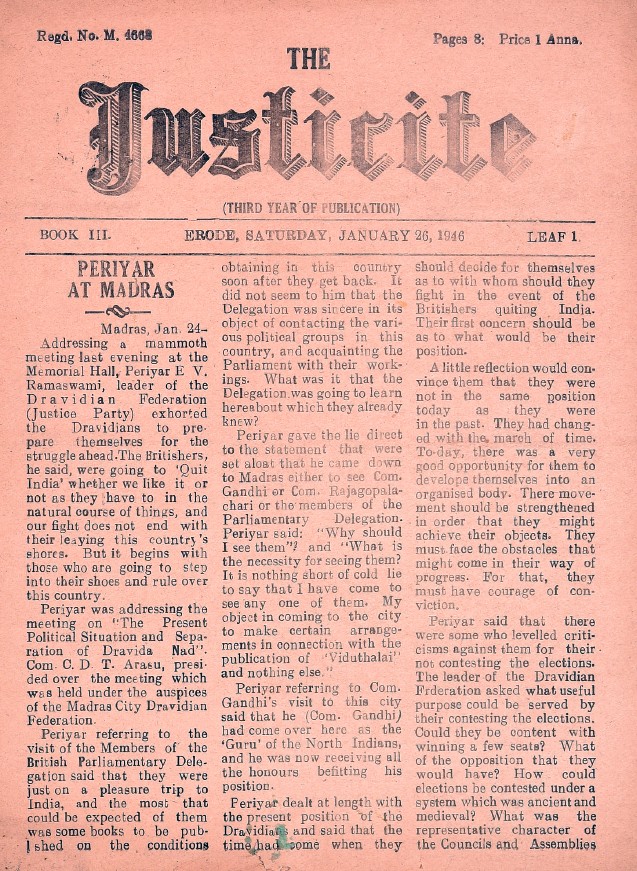 Regd. No. M. 4668
Pages 8: Price 1 Anna.
THE
Justicite
(THIRD YEAR OF PUBLICATION)
BOOK III.
ERODE, SATURDAY, JANUARY 26, 1946
LEAF 1.
PERIYAR
AT MADRAS
Madras, Jan. 24-
Addressing a mammoth
meeting last evening at the
Memorial Hall, Periyar E V.
Ramaswami, leader of the
Dravidian Federation
(Justice Party) exhorted
the Dravidians to pre-
pare themselves for the
struggle ahead.The Britishers,
he said, were going to 'Quit
India' whether we like it or
not as they have to in the
natural course of things, and
our fight does not end with
their leaving this country's
shores. But it begins with
those who are going to step
into their shoes and rule over
this country.
Periyar was addressing the
meeting on "The Present
Political Situation and Sepa-
ration of Dravida Nad".
Com. C. D. T. Arasu, presi-
ded over the meeting which
was held under the auspices
of the Madras City Dravidian
Federation.
Periyar referring to the
visit of the Members of the
British Parliamentary Dele-
gation said that they were
just on a pleasure trip to
India, and the most that
could be expected of them
was some books to be pub-
lshed on the conditions
obtaining in this country
soon after they get back. It
did not seem to him that the
Delegation was sincere in its
object of contacting the vari-
ous political groups in this
country, and acquainting the
Parliament with their work-
ings. What was it that the
Delegation was going to learn
hereabout which they already
knew?
Periyar gave the lie direct
to the statement that were
set aloat that he came down
to Madras either to see Com.
Gandhi or Com. Rajagopala-
chari or the members of the
Parliamentary Delegation.
Periyar said: "Why should
I see them"? and "What is
the necessity for seeing them?
It is nothing short of cold lie
to say that I have come to
see any one of them. My
object in coming to the city
to make certain arrange-
ments in connection with the
publication of 'Viduthalai'
and nothing else."
Periyar referring to Com.
Gandhi's visit to this city
said that he (Com. Gandhi)
had come over here as the
'Guru' of the North Indians,
and he was now receiving all
the honours befitting his
position.
Periyar dealt at length with
the present position of the
Dravidians and said that the
time had come when they
should decide for themselves
as to with whom should they
fight in the event of the
Britishers quiting India.
Their first concern should be
as to what would be their
position.
A little reflection would con-
vince them that they were
not in the same position
today as they were
in the past. They had chang-
ed with the march of time.
To-day, there was a very
good opportunity for them to
develope themselves into an
organised body. There move-
ment should be strengthened
in order that they might
achieve their objects. They
must face the obstacles that
might come in their way of
progress. For that, they
must have courage of con-
viction.
Periyar said that there
were some who levelled criti-
cisms against them for their
not contesting the elections.
The leader of the Dravidian
Frderation asked what useful
purpose could be served by
their contesting the elections.
Could they be content with
winning a few seats? What
of the opposition that they
would have? How could
elections be contested under a
system which was ancient and
medieval? What was the
representative character of
the Councils and Assemblies